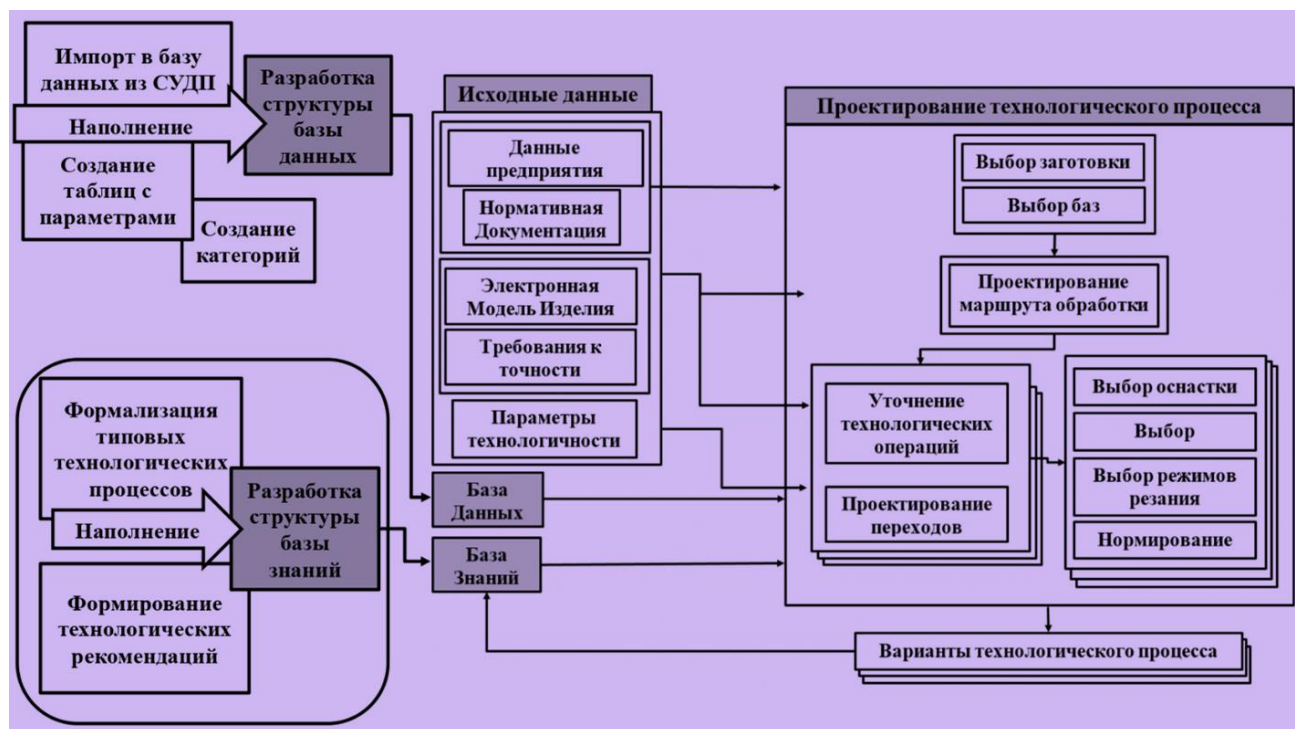 Импорт в базу
данных из СУДП
Наполнение
Создание
таблиц с
параметрами
Создание
категорий
Разработка
структуры
базы
данных
Формализация
типовых
технологических
процессов
Наполнение
Разработка
структуры
базы
знаний
Формирование
технологических
рекомендаций
Исходные данные
Данные
предприятия
Нормативная
Документация
Электронная
Модель Изделия
Требования к
точности
Параметры
технологичности
База
Данных
База
Знаний
Проектирование технологического процесса
Выбор заготовки
Выбор баз
Проектирование
маршрута обработки
Уточнение
технологических
операций
Проектирование
переходов
Выбор оснастки
Выбор
Выбор режимов
резания
Нормирование
Варианты технологического процесса